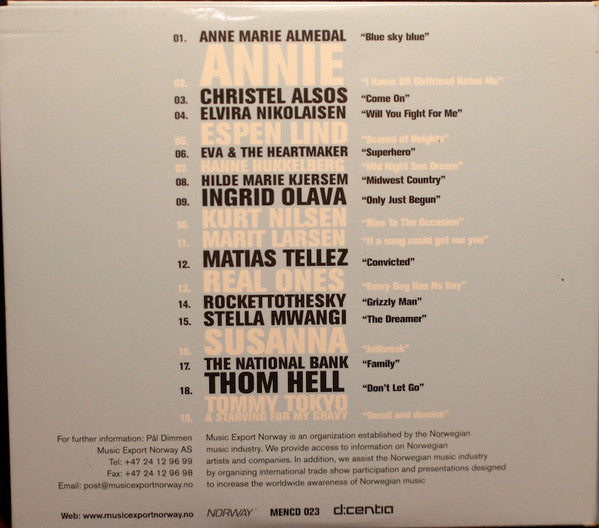 01. ANNE MARIE ALMEDAL "Blue sky blue"
02. ANNIE "I Know UR Girlfriend Hates Me"
03. CHRISTEL ALSOS "Come On"
04. ELVIRA NIKOLAISEN "Will You Fight For Me"
05. ESPEN LIND "Scared of Heights"
06. EVA & THE HEARTMAKER "Superhero"
07. HANNE HUKKELBERG "Mid Night Sun Dream"
08. HILDE MARIE KJERSEM "Midwest Country"
09. INGRID OLAVA "Only Just Begun"
10. KURT NILSEN "Rise To The Occasion"
11. MARIT LARSEN "If a song could get me you"
12. MATIAS TELLEZ "Convicted"
13. REAL ONES "Every Dog Has Its Day"
14. ROCKETTOTHESKY "Grizzly Man"
15. STELLA MWANGI "The Dreamer"
16. SUSANNA "Jailbreak"
17. THE NATIONAL BANK "Family"
18. THOM HELL "Don't Let Go"
19. TOMMY TOKYO
& STARVING FOR MY GRAVY "Derail and denoise"
For further information: Pål Dimmen
Music Export Norway AS
Tel: +47 24 12 96 99
Fax: +47 24 12 96 98
Email: post@musicexportnorway.no
Web: www.musicexportnorway.no
Music Export Norway is an organization established by the Norwegian
music industry. We provide access to information on Norwegian
artists and companies. In addition, we assist the Norwegian music industry
by organizing international trade show participation and presentations designed
to increase the worldwide awareness of Norwegian music
NORWAY MENCD 023 d:centia